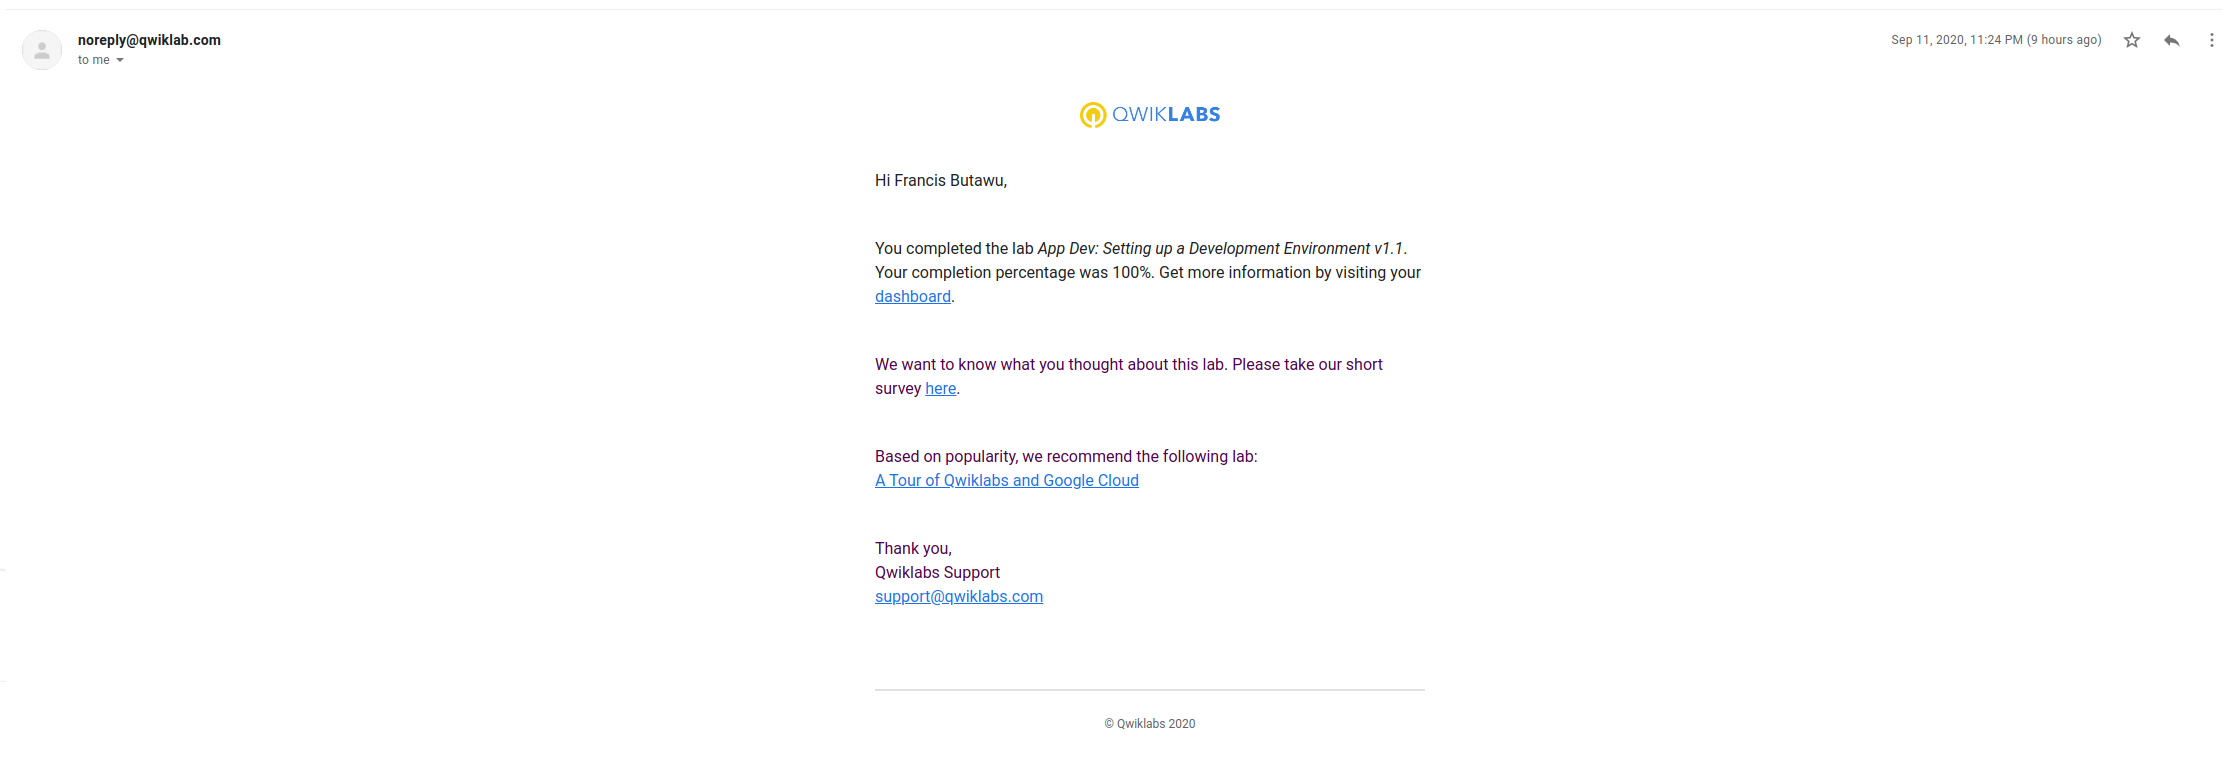 noreply@qwiklab.com
Sep 11, 2020, 11:24 PM (9 hours ago)
to me
QWIKLABS
Hi Francis Butawu,
You completed the lab App Dev: Setting up a Development Environment v1.1.
Your completion percentage was 100%. Get more information by visiting your
dashboard.
We want to know what you thought about this lab. Please take our short
survey here.
Based on popularity, we recommend the following lab:
A Tour of Qwiklabs and Google Cloud
Thank you,
Qwiklabs Support
support@qwiklabs.com
© Qwiklabs 2020